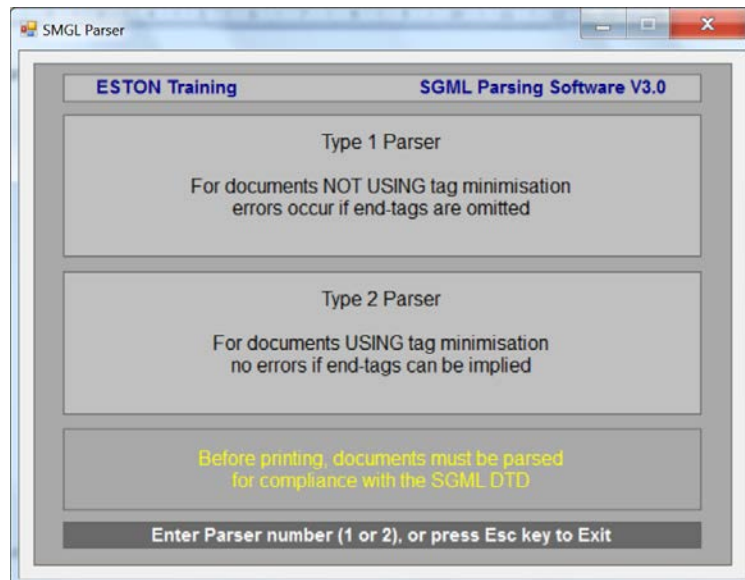 SMGL Parser
ESTON Training SGML Parsing Software V3.0
Type 1 Parser
For documents NOT USING tag minimisation
errors occur if end-tags are omitted
Type 2 Parser
For documents USING tag minimisation
no errors if end-tags can be implied
Before printing, documents must be parsed
for compliance with the SGML DTD
Enter Parser number (1 or 2), or press Esc key to Exit